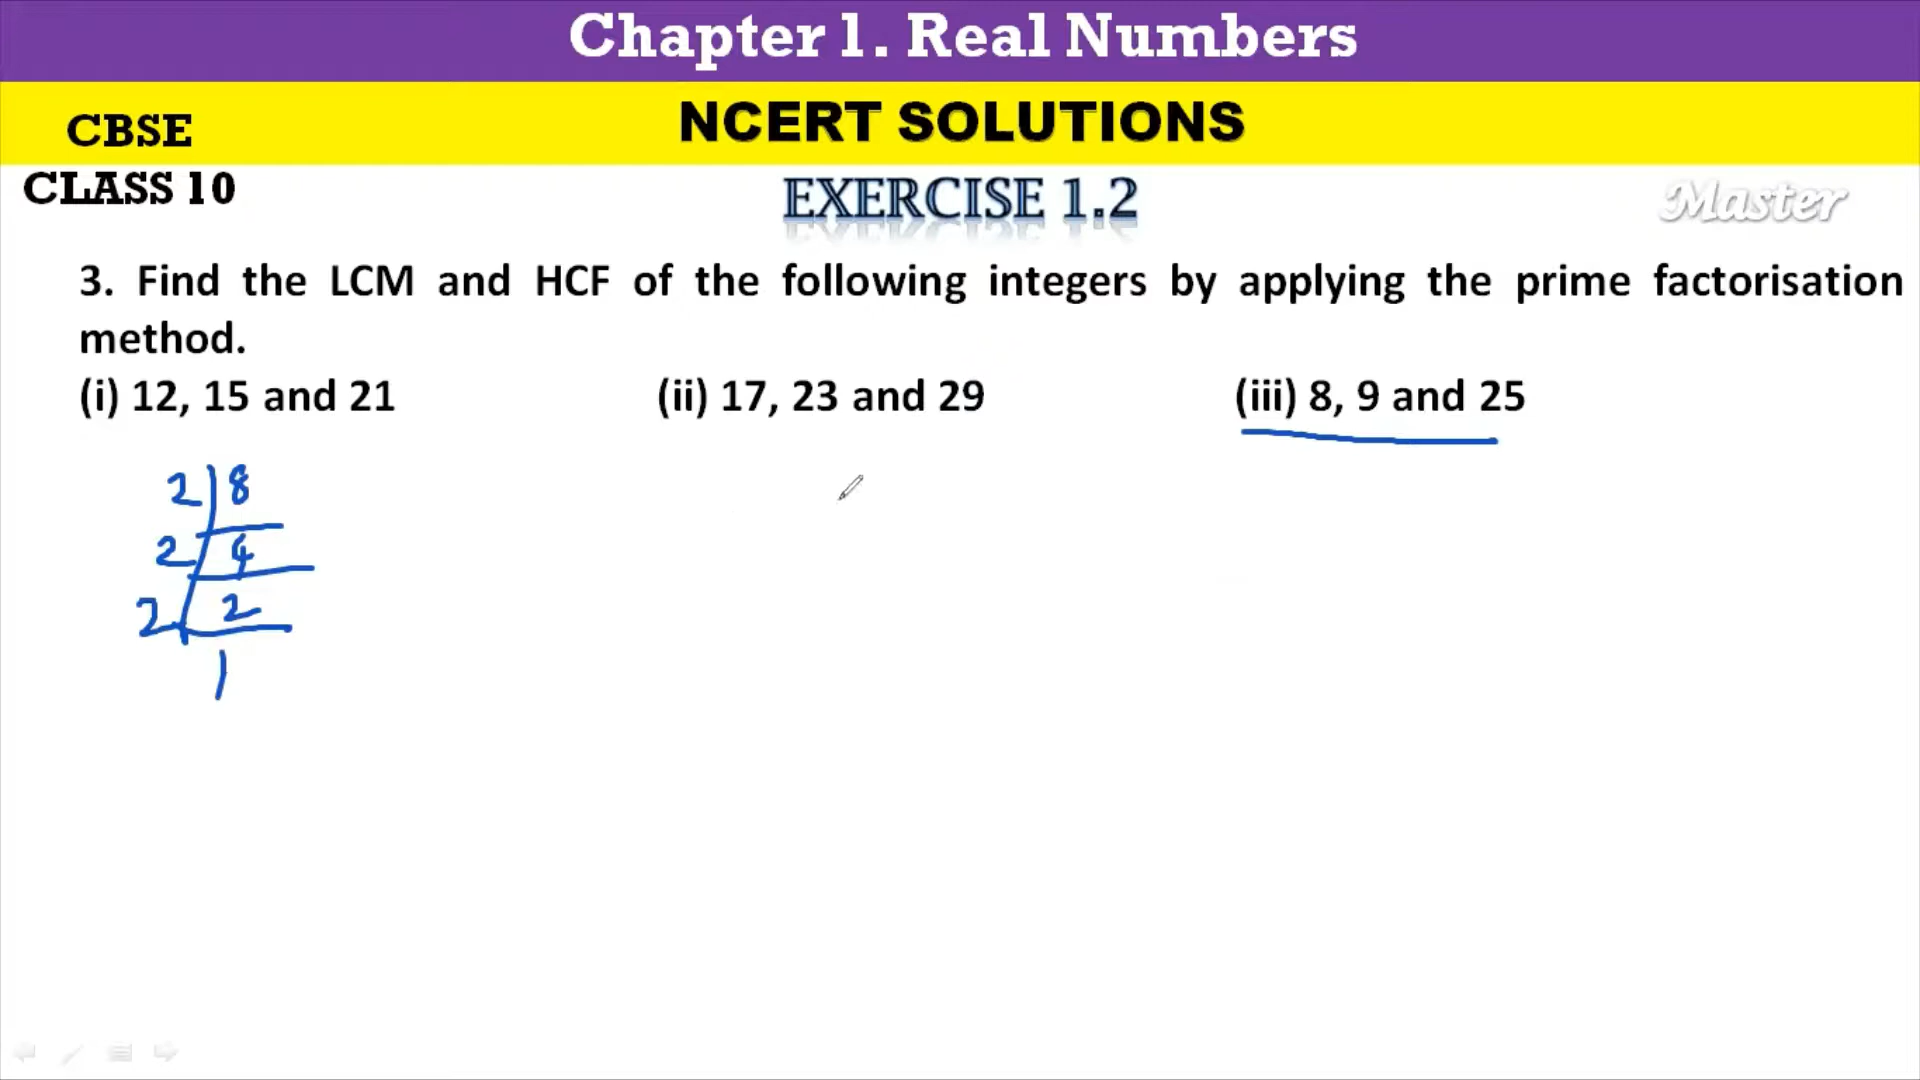 Chapter 1. Real Numbers
CBSE
NCERT SOLUTIONS
CLASS 10
EXERCISE 1.2
Master
3. Find the LCM and HCF of the following integers by applying the prime factorisation
method.
(i) 12, 15 and 21 (ii) 17, 23 and 29 (iii) 8, 9 and 25
2 8
2 4
2 2
1